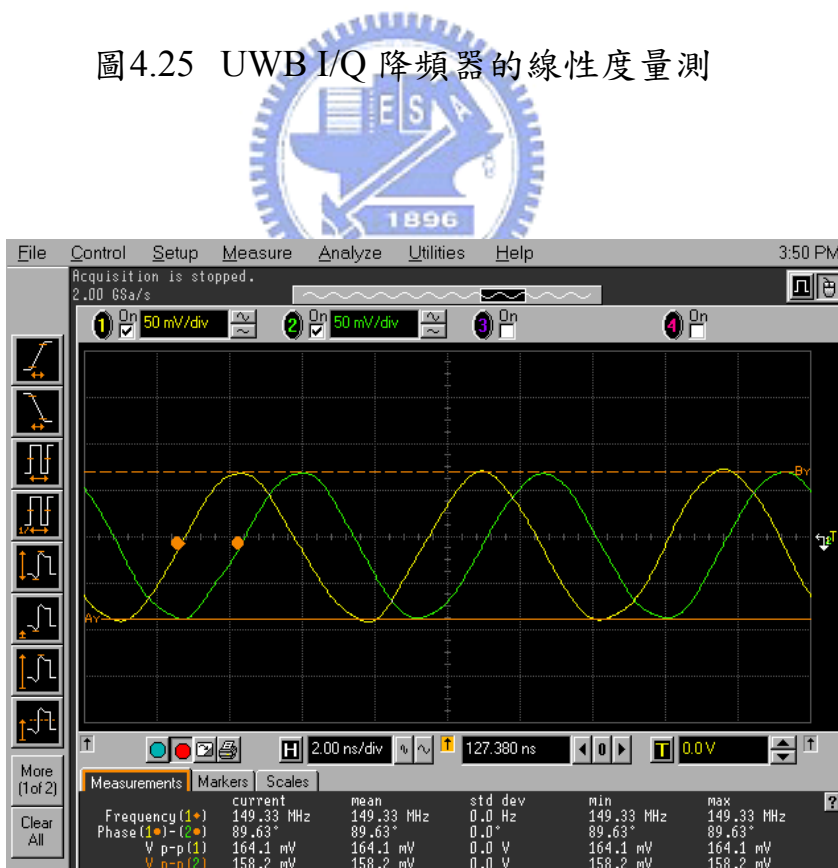 圖4.25 UWB I/Q 降頻器的線性度量測
E S A
1896
File Control Setup Measure Analyze Utilities Help 3:50 PM
Acquisition is stopped.
2.00 GSa/s
1 On 50 mV/div 2 On 50 mV/div 3 On 4 On
By
T
Ay
H 2.00 ns/div 127.380 ns 0 T 0.0 V
More
(1of 2)
Clear
All
Measurements Markers Scales
current mean std dev min max ?
Frequency(1) 149.33 MHz 149.33 MHz 0.0 Hz 149.33 MHz 149.33 MHz
Phase(1)-(2) 89.63° 89.63° 0.0° 89.63° 89.63°
V p-p(1) 164.1 mV 164.1 mV 0.0 V 164.1 mV 164.1 mV
V p-p(2) 158.2 mV 158.2 mV 0.0 V 158.2 mV 158.2 mV